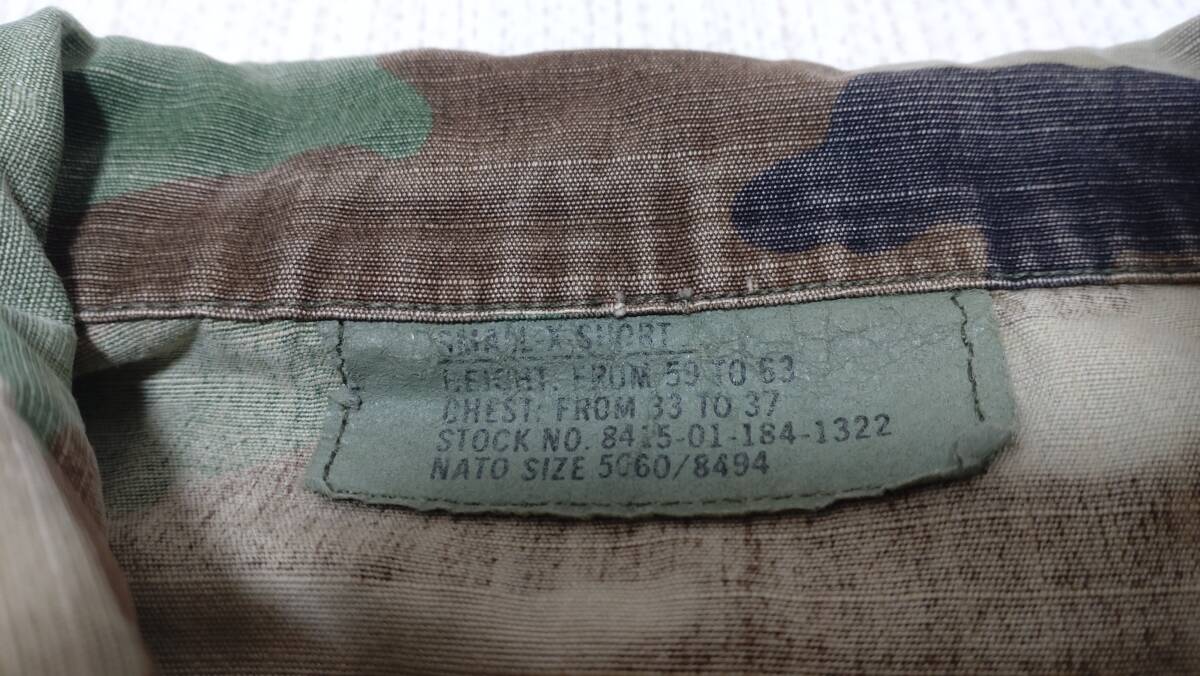 SMALL-X-SHORT
HEIGHT: FROM 59 TO 63
CHEST: FROM 33 TO 37
STOCK NO. 8415-01-184-1322
NATO SIZE 5060/8494